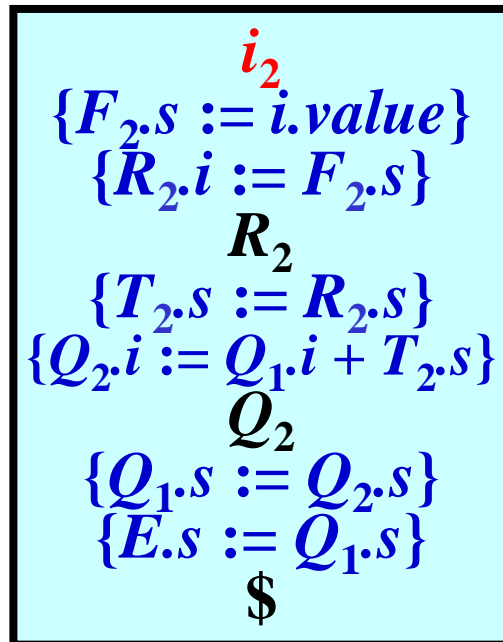 i₂
{F₂.s := i.value}
{R₂.i := F₂.s}
R₂
{T₂.s := R₂.s}
{Q₂.i := Q₁.i + T₂.s}
Q₂
{Q₁.s := Q₂.s}
{E.s := Q₁.s}
$